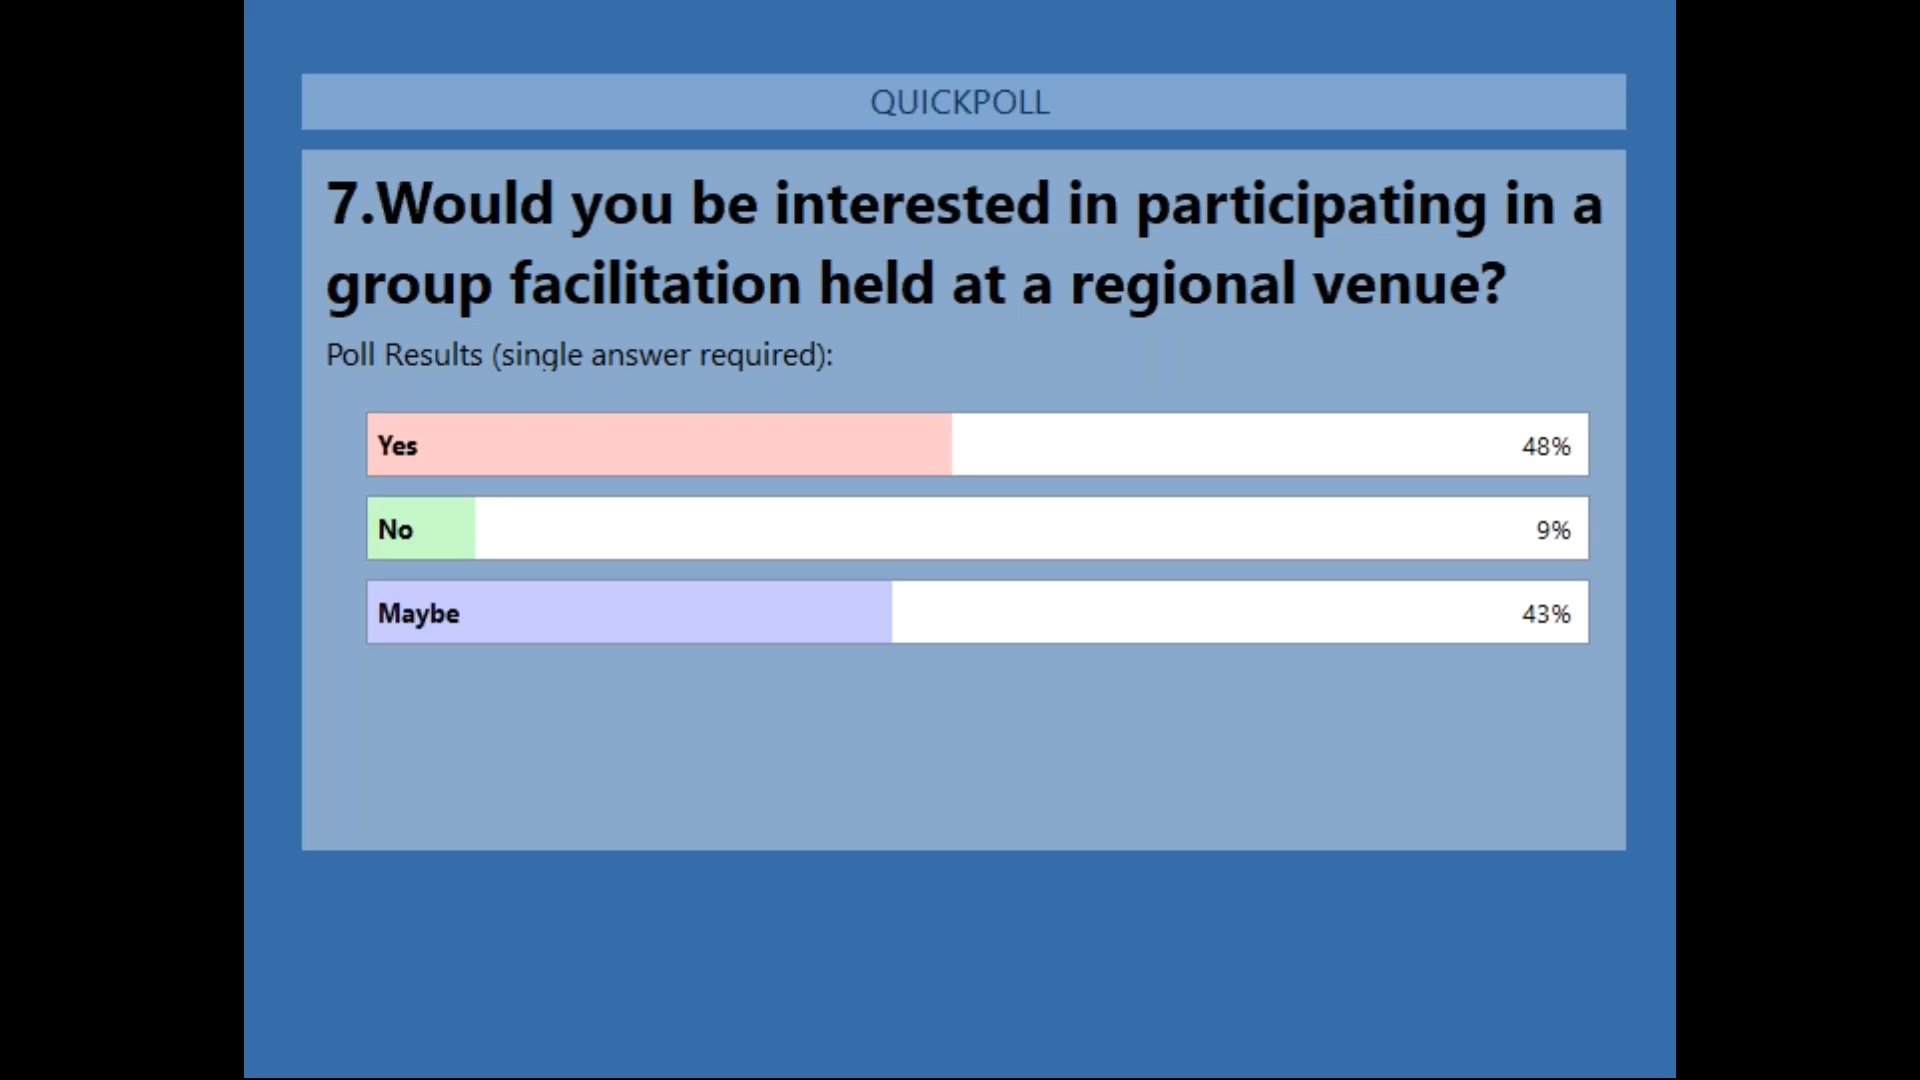 QUICKPOLL
7.Would you be interested in participating in a
group facilitation held at a regional venue?
Poll Results (single answer required):
Yes 48%
No 9%
Maybe 43%